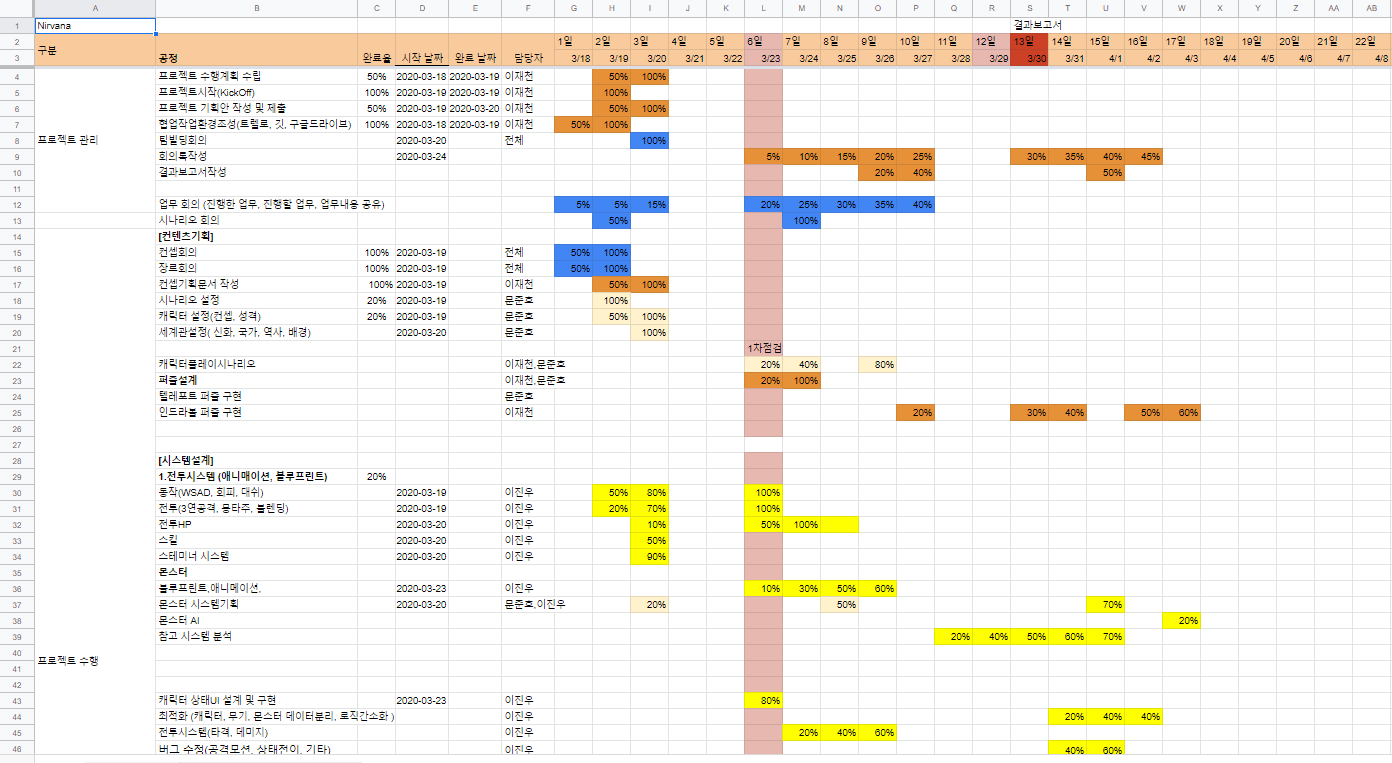 A B C D E F G H I J K L M N O P Q R S T U V W X Y Z AA AB
1 Nirvana 결과보고서
2 구분 1일 2일 3일 4일 5일 6일 7일 8일 9일 10일 11일 12일 13일 14일 15일 16일 17일 18일 19일 20일 21일 22일
3 공정 완료율 시작 날짜 완료 날짜 담당자 3/18 3/19 3/20 3/21 3/22 3/23 3/24 3/25 3/26 3/27 3/28 3/29 3/30 3/31 4/1 4/2 4/3 4/4 4/5 4/6 4/7 4/8
4 프로젝트 수행계획 수립 50% 2020-03-18 2020-03-19 이재천 50% 100%
5 프로젝트시작(KickOff) 100% 2020-03-19 2020-03-19 이재천 100%
6 프로젝트 기획안 작성 및 제출 50% 2020-03-19 2020-03-20 이재천 50% 100%
7 협업작업환경조성(트렐로, 깃, 구글드라이브) 100% 2020-03-18 2020-03-19 이재천 50% 100%
8 프로젝트 관리 팀빌딩회의 2020-03-20 전체 100%
9 회의록작성 2020-03-24 5% 10% 15% 20% 25% 30% 35% 40% 45%
10 결과보고서작성 20% 40% 50%
11
12 업무 회의 (진행한 업무, 진행할 업무, 업무내용 공유) 5% 5% 15% 20% 25% 30% 35% 40%
13 시나리오 회의 50% 100%
14 [컨텐츠기획]
15 컨셉회의 100% 2020-03-19 전체 50% 100%
16 장르회의 100% 2020-03-19 전체 50% 100%
17 컨셉기획문서 작성 100% 2020-03-19 이재천 50% 100%
18 시나리오 설정 20% 2020-03-19 문준호 100%
19 캐릭터 설정(컨셉, 성격) 20% 2020-03-19 문준호 50% 100%
20 세계관설정( 신화, 국가, 역사, 배경) 2020-03-20 문준호 100%
21 1차점검
22 캐릭터플레이시나리오 이재천,문준호 20% 40% 80%
23 퍼즐설계 이재천,문준호 20% 100%
24 텔레포트 퍼즐 구현 문준호
25 인드라볼 퍼즐 구현 이재천 20% 30% 40% 50% 60%
26
27
28 [시스템설계]
29 1.전투시스템 (애니매이션, 블루프린트) 20%
30 동작(WSAD, 회피, 대쉬) 2020-03-19 이진우 50% 80% 100%
31 전투(3연공격, 몽타주, 블렌딩) 2020-03-19 이진우 20% 70% 100%
32 전투HP 2020-03-20 이진우 10% 50% 100%
33 스킬 2020-03-20 이진우 50%
34 스테미너 시스템 2020-03-20 이진우 90%
35 몬스터
36 블루프린트,애니메이션, 2020-03-23 이진우 10% 30% 50% 60%
37 몬스터 시스템기획 2020-03-20 문준호,이진우 20% 50% 70%
38 몬스터 AI 20%
39 참고 시스템 분석 20% 40% 50% 60% 70%
40 프로젝트 수행
41
42
43 캐릭터 상태UI 설계 및 구현 2020-03-23 이진우 80%
44 최적화 (캐릭터, 무기, 몬스터 데이터분리, 로직간소화 ) 이진우 20% 40% 40%
45 전투시스템(타격, 데미지) 이진우 20% 40% 60%
46 버그 수정(공격모션, 상태전이, 기타) 이진우 40% 60%